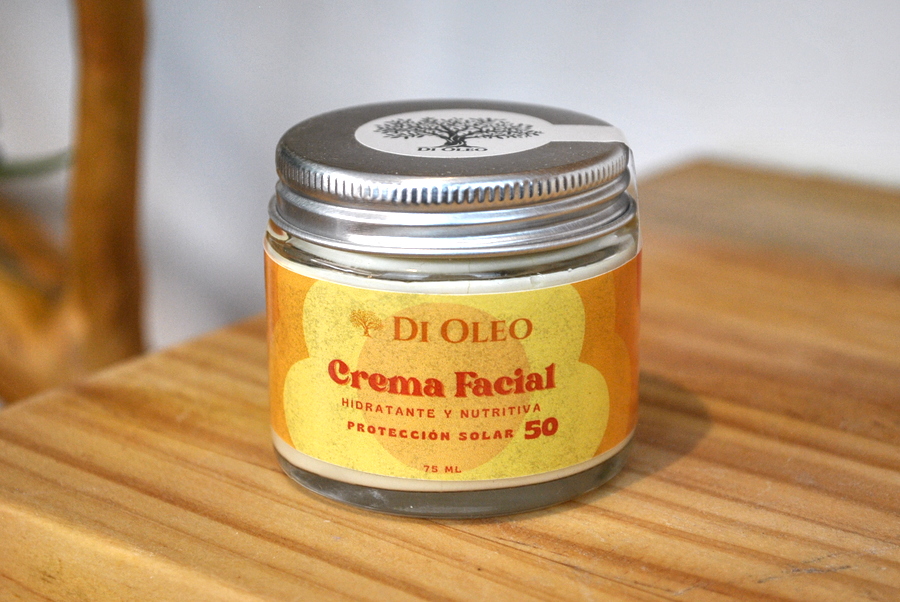 DI OLEO
DI OLEO
Crema Facial
HIDRATANTE Y NUTRITIVA
PROTECCIÓN SOLAR 50
75 ML